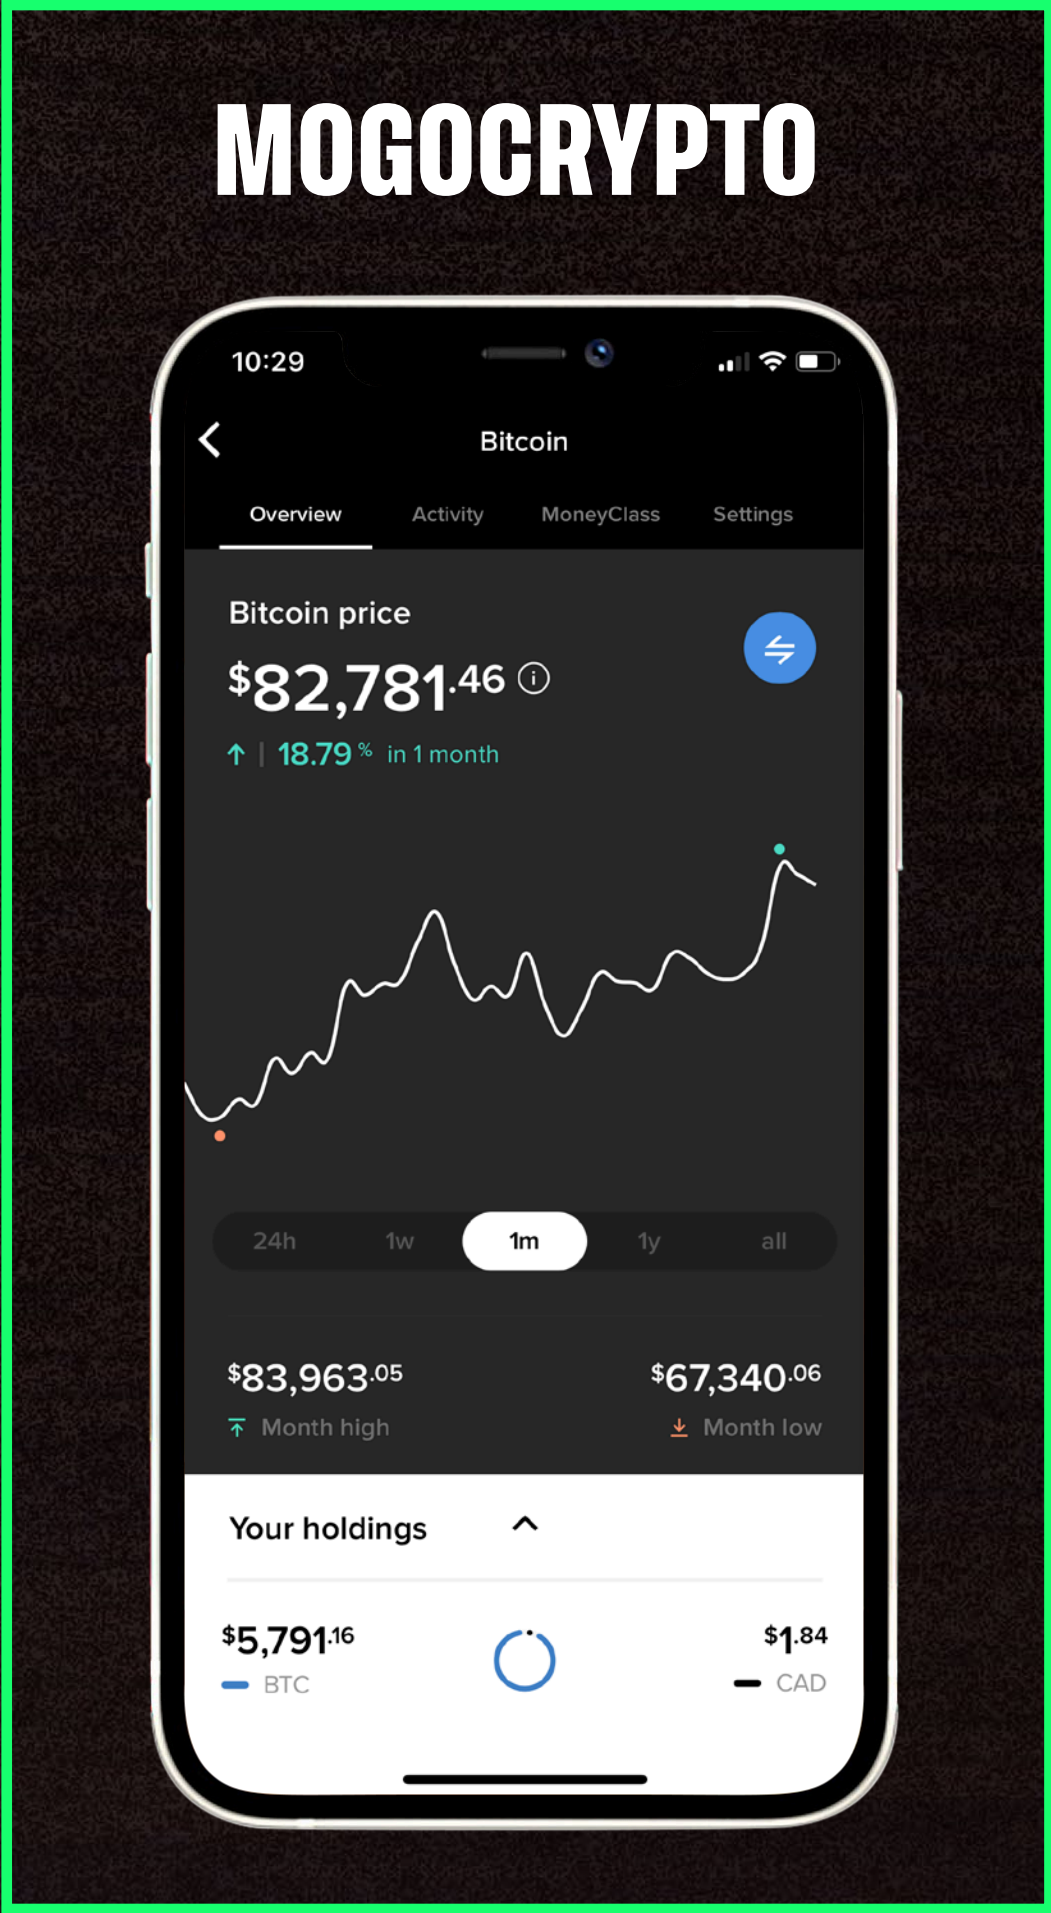 MOGOCRYPTO
10:29
Bitcoin
Overview Activity MoneyClass Settings
Bitcoin price
$82,781.46
18.79% in 1 month
24h 1w 1m 1y all
$83,963.05 $67,340.06
Month high Month low
Your holdings
$5,791.16 $1.84
BTC CAD